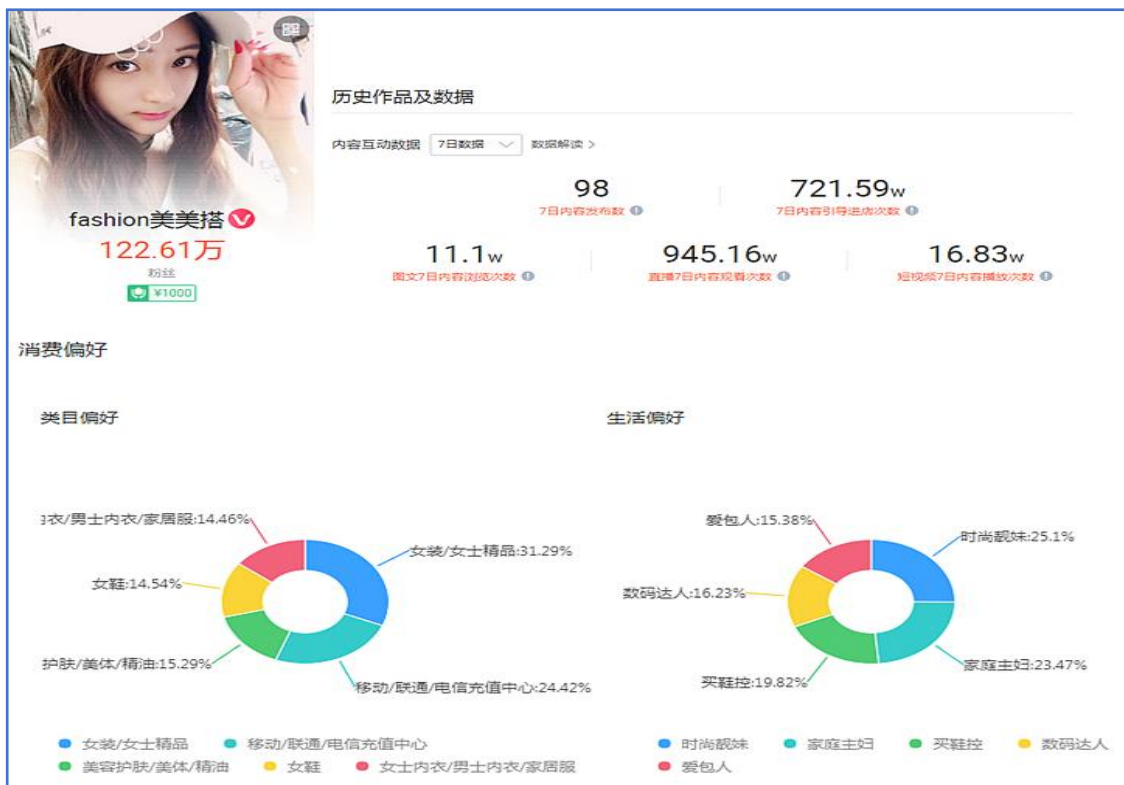 fashion美美搭
122.61万
粉丝
¥1000
历史作品及数据
内容互动数据 7日数据 数据解读 >
98
7日内容发布数
721.59w
7日内容引导进店次数
11.1w
图文7日内容浏览次数
945.16w
直播7日内容观看次数
16.83w
短视频7日内容播放次数
消费偏好
类目偏好
衣/男士内衣/家居服:14.46%
女装/女士精品:31.29%
女鞋:14.54%
护肤/美体/精油:15.29%
移动/联通/电信充值中心:24.42%
女装/女士精品 移动/联通/电信充值中心
美容护肤/美体/精油 女鞋 女士内衣/男士内衣/家居服
生活偏好
爱包人:15.38%
时尚靓妹:25.1%
数码达人:16.23%
买鞋控:19.82%
家庭主妇:23.47%
时尚靓妹 家庭主妇 买鞋控 数码达人
爱包人